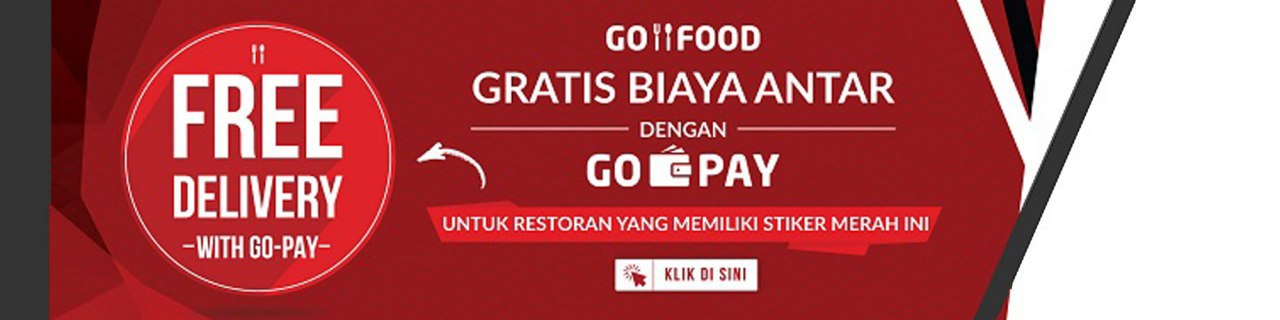 FREE
DELIVERY
–WITH GO-PAY–
GO FOOD
GRATIS BIAYA ANTAR
DENGAN
GO PAY
UNTUK RESTORAN YANG MEMILIKI STIKER MERAH INI
KLIK DI SINI